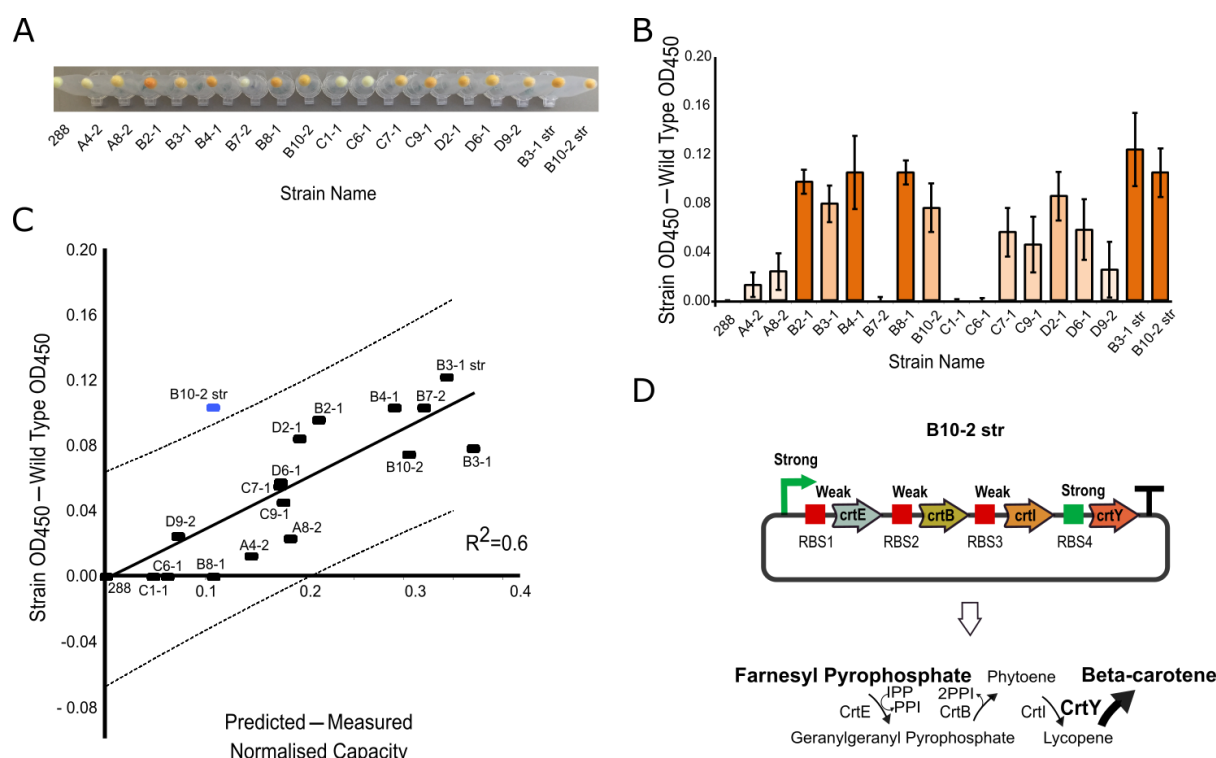 A
288
A4-2
A8-2
B2-1
B3-1
B4-1
B7-2
B8-1
B10-2
C1-1
C6-1
C7-1
C9-1
D2-1
D6-1
D9-2
B3-1 str
B10-2 str
Strain Name
B
Strain OD450 – Wild Type OD450
0.20
0.16
0.12
0.08
0.04
0.00
288
A4-2
A8-2
B2-1
B3-1
B4-1
B7-2
B8-1
B10-2
C1-1
C6-1
C7-1
C9-1
D2-1
D6-1
D9-2
B3-1 str
B10-2 str
Strain Name
C
Strain OD450 – Wild Type OD450
0.20
0.16
0.12
0.08
0.04
0.00
- 0.04
- 0.08
B3-1 str
B10-2 str
B4-1
B7-2
B2-1
D2-1
B10-2
B3-1
D6-1
C7-1
C9-1
D9-2
A8-2
A4-2
R2=0.6
C6-1
B8-1
288
C1-1
0.1
0.2
0.3
0.4
Predicted – Measured
Normalised Capacity
D
B10-2 str
Strong
Weak
Weak
Weak
Strong
crtE
crtB
crtI
crtY
RBS1
RBS2
RBS3
RBS4
Farnesyl Pyrophosphate
Phytoene
Beta-carotene
IPP
PPI
2PPI
CrtE
CrtB
CrtI
CrtY
Geranylgeranyl Pyrophosphate
Lycopene